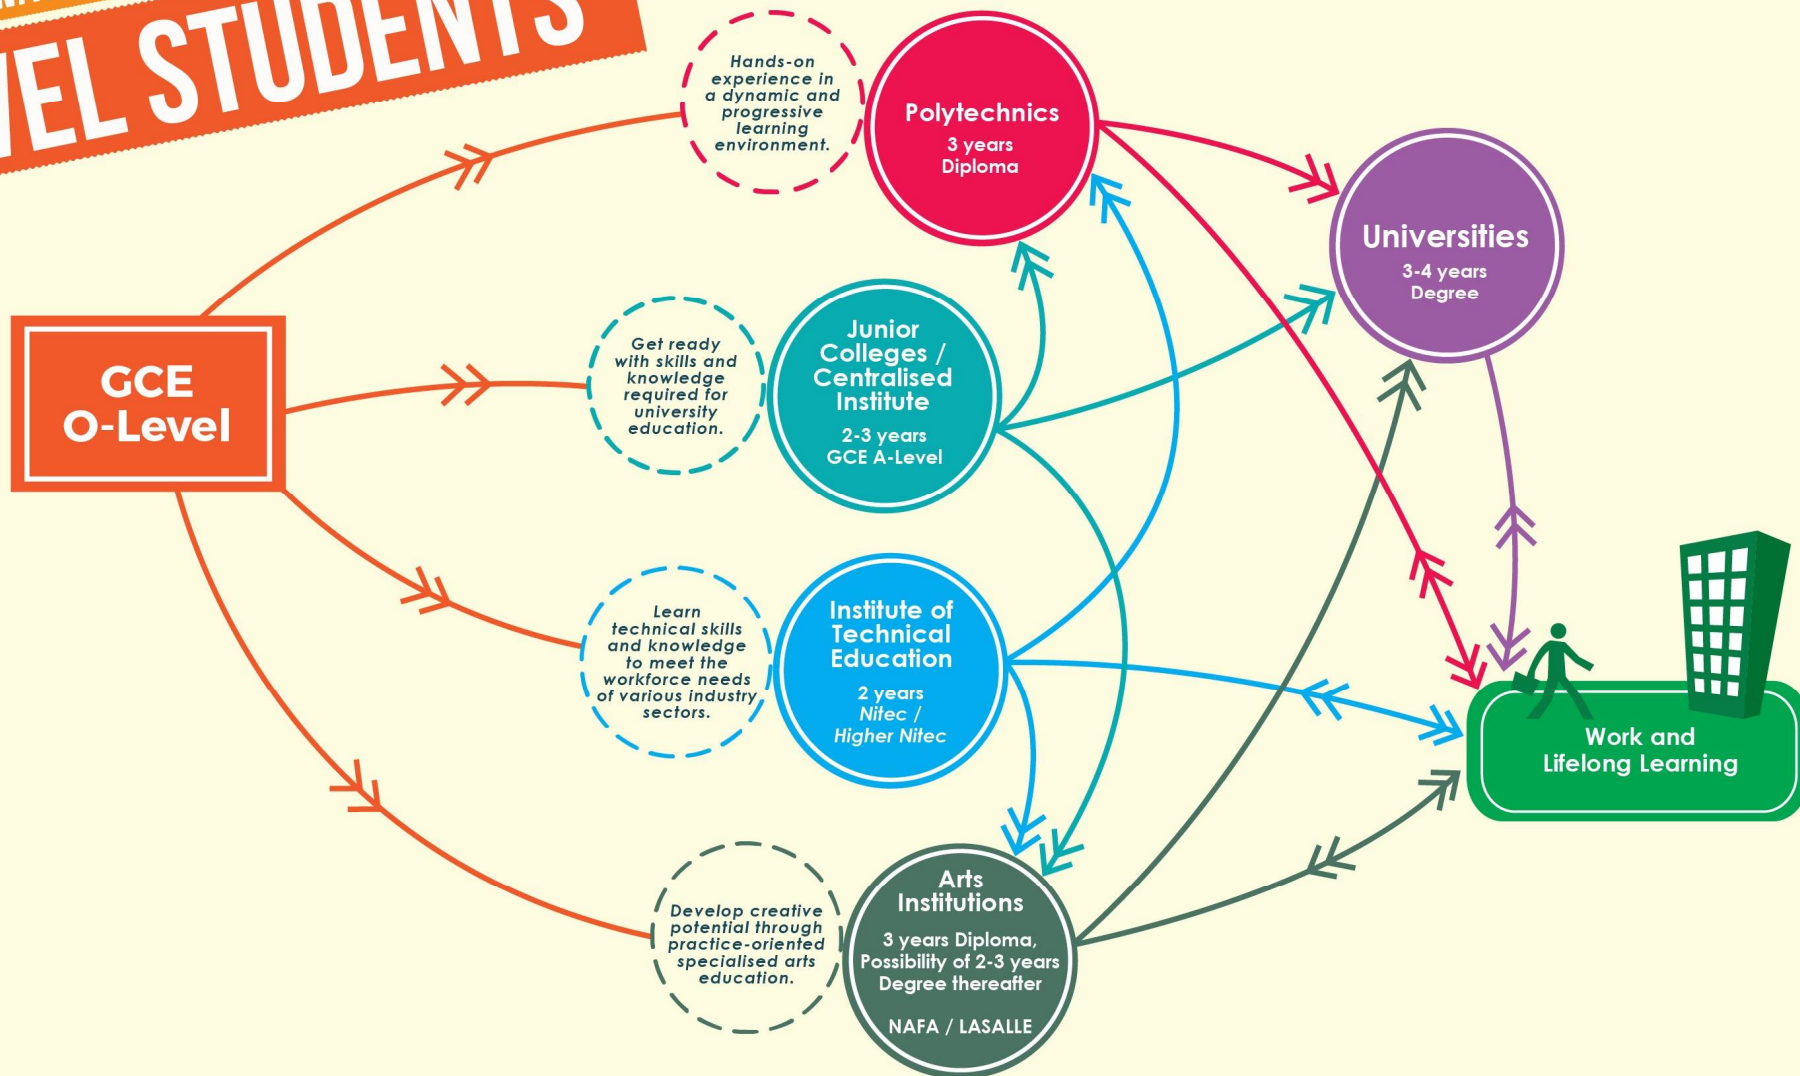 STUDENTS
Hands-on
experience in
a dynamic and
progressive
learning
environment.
Polytechnics
3 years
Diploma
Universities
3-4 years
Degree
GCE
O-Level
Get ready
with skills and
knowledge
required for
university
education.
Junior
Colleges /
Centralised
Institute
2-3 years
GCE A-Level
Learn
technical skills
and knowledge
to meet the
workforce needs
of various industry
sectors.
Institute of
Technical
Education
2 years
Nitec /
Higher Nitec
Work and
Lifelong Learning
Develop creative
potential through
practice-oriented
specialised arts
education.
Arts
Institutions
3 years Diploma,
Possibility of 2-3 years
Degree thereafter
NAFA / LASALLE